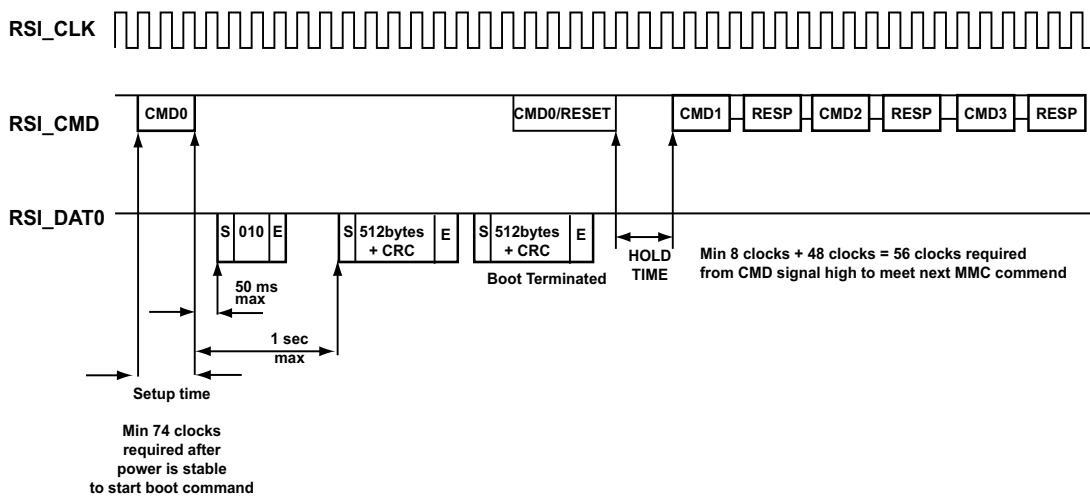 RSI_CLK
RSI_CMD
CMD0
CMD0/RESET
CMD1
RESP
CMD2
RESP
CMD3
RESP
RSI_DAT0
S
010
E
S
512bytes
+ CRC
E
S
512bytes
+ CRC
E
Boot Terminated
HOLD
TIME
Min 8 clocks + 48 clocks = 56 clocks required
from CMD signal high to meet next MMC commend
50 ms
max
1 sec
max
Setup time
Min 74 clocks
required after
power is stable
to start boot command